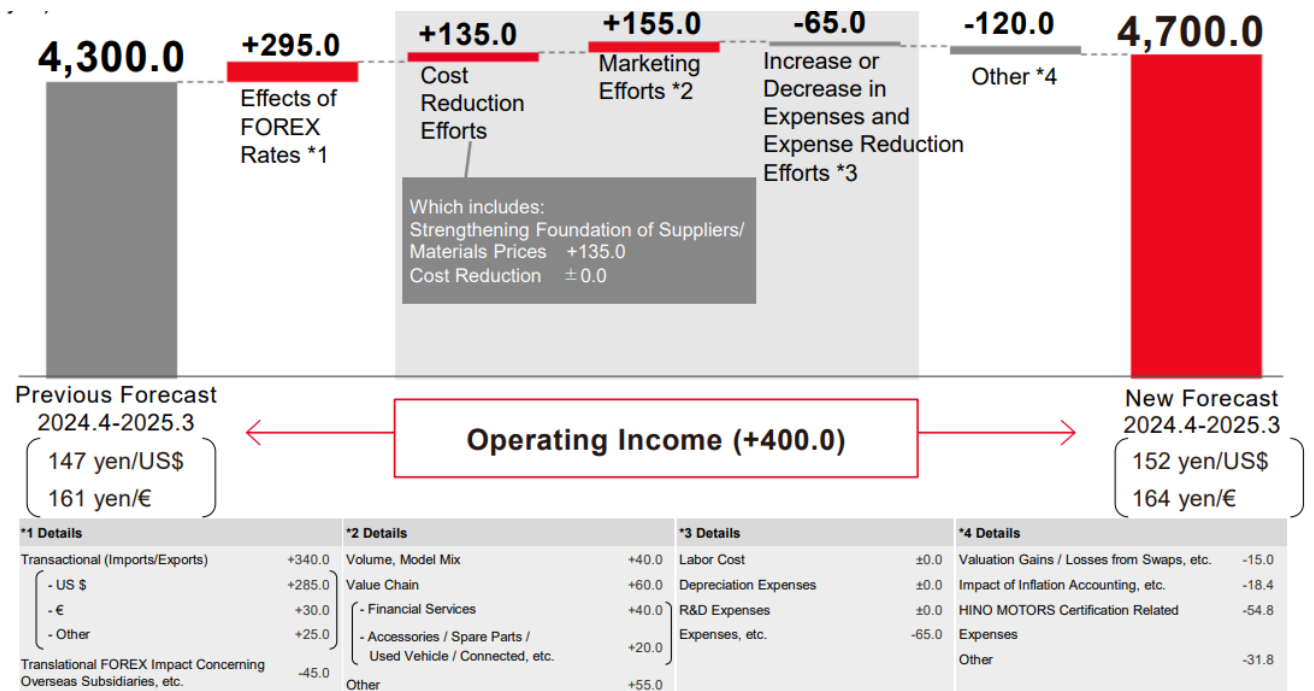 4,300.0
+295.0
+135.0
+155.0
-65.0
-120.0
4,700.0
Effects of
FOREX
Rates *1
Cost
Reduction
Efforts
Marketing
Efforts *2
Increase or
Decrease in
Expenses and
Expense Reduction
Efforts *3
Other *4
Which includes:
Strengthening Foundation of Suppliers/
Materials Prices +135.0
Cost Reduction ±0.0
Previous Forecast
2024.4-2025.3
147 yen/US$
161 yen/€
Operating Income (+400.0)
New Forecast
2024.4-2025.3
152 yen/US$
164 yen/€
*1 Details
Transactional (Imports/Exports) +340.0
- US $ +285.0
- € +30.0
- Other +25.0
Translational FOREX Impact Concerning
Overseas Subsidiaries, etc. -45.0
*2 Details
Volume, Model Mix +40.0
Value Chain +60.0
- Financial Services +40.0
- Accessories / Spare Parts /
Used Vehicle / Connected, etc. +20.0
Other +55.0
*3 Details
Labor Cost ±0.0
Depreciation Expenses ±0.0
R&D Expenses ±0.0
Expenses, etc. -65.0
*4 Details
Valuation Gains / Losses from Swaps, etc. -15.0
Impact of Inflation Accounting, etc. -18.4
HINO MOTORS Certification Related -54.8
Expenses
Other -31.8